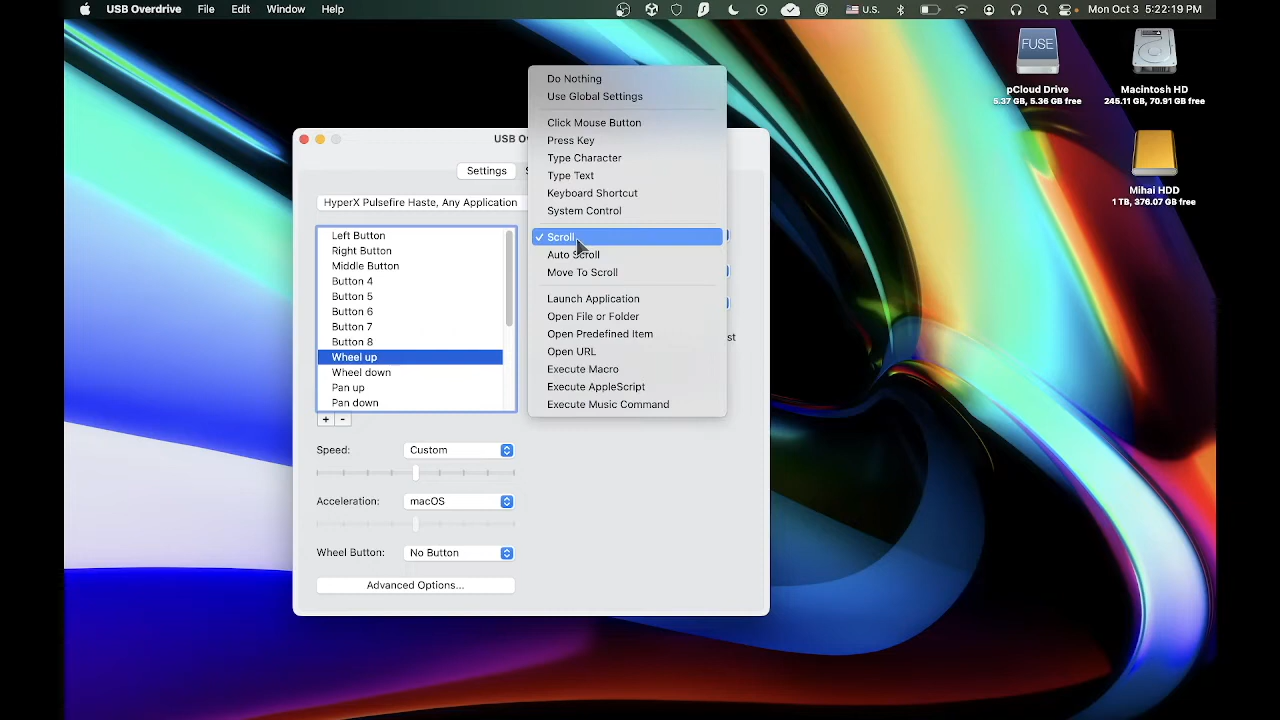 USB Overdrive File Edit Window Help U.S. Mon Oct 3 5:22:19 PM
FUSE
pCloud Drive
5.37 GB, 5.36 GB free
Macintosh HD
245.11 GB, 70.91 GB free
Mihai HDD
1 TB, 376.07 GB free
USB Ov
Settings
HyperX Pulsefire Haste, Any Application
Left Button
Right Button
Middle Button
Button 4
Button 5
Button 6
Button 7
Button 8
Wheel up
Wheel down
Pan up
Pan down
+ -
Speed: Custom
Acceleration: macOS
Wheel Button: No Button
Advanced Options...
Do Nothing
Use Global Settings
Click Mouse Button
Press Key
Type Character
Type Text
Keyboard Shortcut
System Control
✓ Scroll
Auto Scroll
Move To Scroll
Launch Application
Open File or Folder
Open Predefined Item
Open URL
Execute Macro
Execute AppleScript
Execute Music Command
st